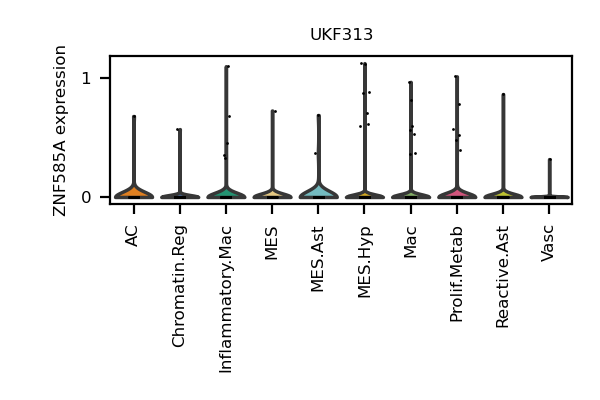 UKF313
ZNF585A expression
1
0
AC
Chromatin.Reg
Inflammatory.Mac
MES
MES.Ast
MES.Hyp
Mac
Prolif.Metab
Reactive.Ast
Vasc